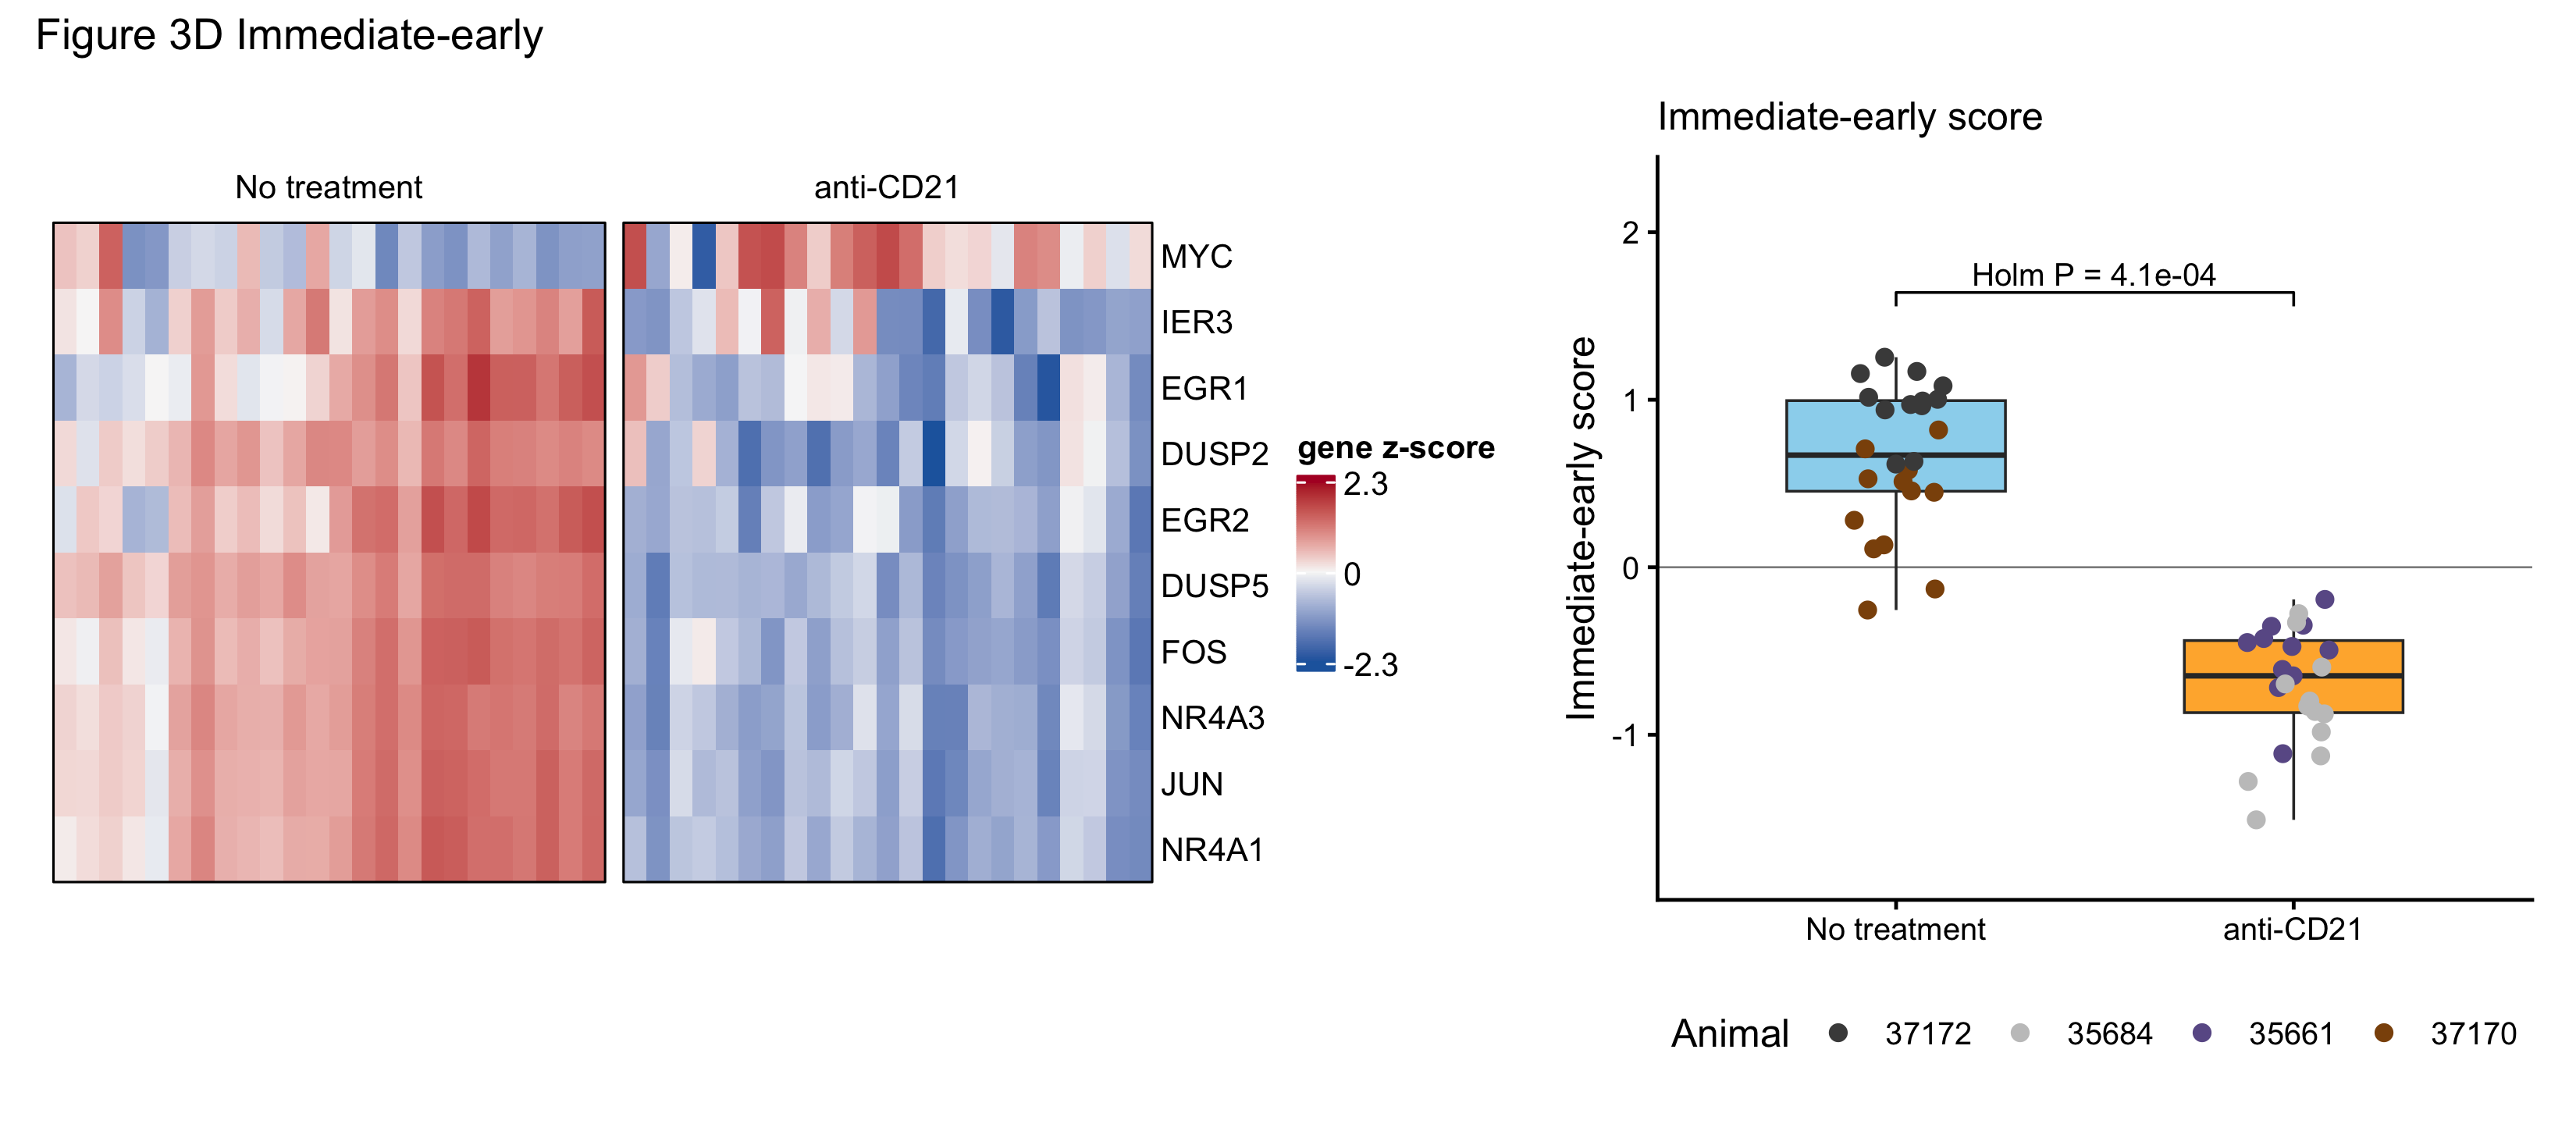 Figure 3D Immediate-early
No treatment
anti-CD21
MYC
IER3
EGR1
DUSP2
EGR2
DUSP5
FOS
NR4A3
JUN
NR4A1
gene z-score
2.3
0
-2.3
Immediate-early score
Immediate-early score
2
1
0
-1
Holm P = 4.1e-04
No treatment
anti-CD21
Animal 37172 35684 35661 37170